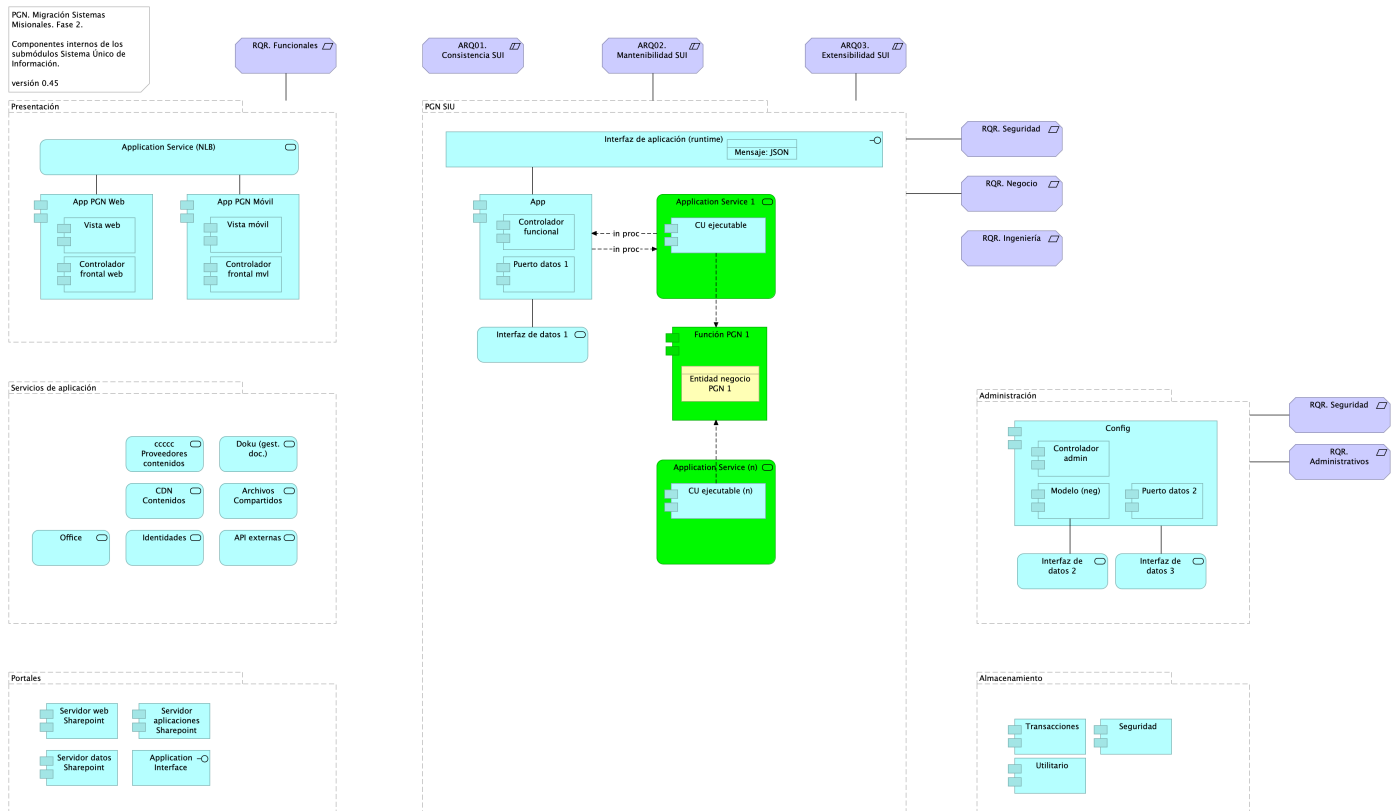 PGN. Migración Sistemas
Misionales. Fase 2.
Componentes internos de los
submódulos Sistema Único de
Información.
versión 0.45
RQR. Funcionales
ARQ01.
Consistencia SUI
ARQ02.
Mantenibilidad SUI
ARQ03.
Extensibilidad SUI
Presentación
Application Service (NLB)
App PGN Web
Vista web
Controlador
frontal web
App PGN Móvil
Vista móvil
Controlador
frontal mvl
PGN SIU
Interfaz de aplicación (runtime)
Mensaje: JSON
App
Controlador
funcional
Puerto datos 1
in proc
in proc
Application Service 1
CU ejecutable
Interfaz de datos 1
Función PGN 1
Entidad negocio
PGN 1
Application Service (n)
CU ejecutable (n)
RQR. Seguridad
RQR. Negocio
RQR. Ingeniería
Servicios de aplicación
ccccc
Proveedores
contenidos
Doku (gest.
doc.)
CDN
Contenidos
Archivos
Compartidos
Office
Identidades
API externas
Administración
Config
Controlador
admin
Modelo (neg)
Puerto datos 2
Interfaz de
datos 2
Interfaz de
datos 3
RQR. Seguridad
RQR.
Administrativos
Portales
Servidor web
Sharepoint
Servidor
aplicaciones
Sharepoint
Servidor datos
Sharepoint
Application
Interface
Almacenamiento
Transacciones
Seguridad
Utilitario